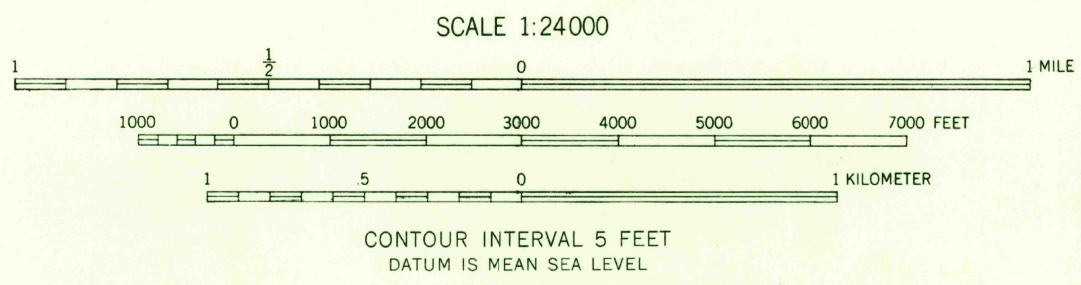 SCALE 1:24000
1 1/2 0 1 MILE
1000 0 1000 2000 3000 4000 5000 6000 7000 FEET
1 .5 0 1 KILOMETER
CONTOUR INTERVAL 5 FEET
DATUM IS MEAN SEA LEVEL